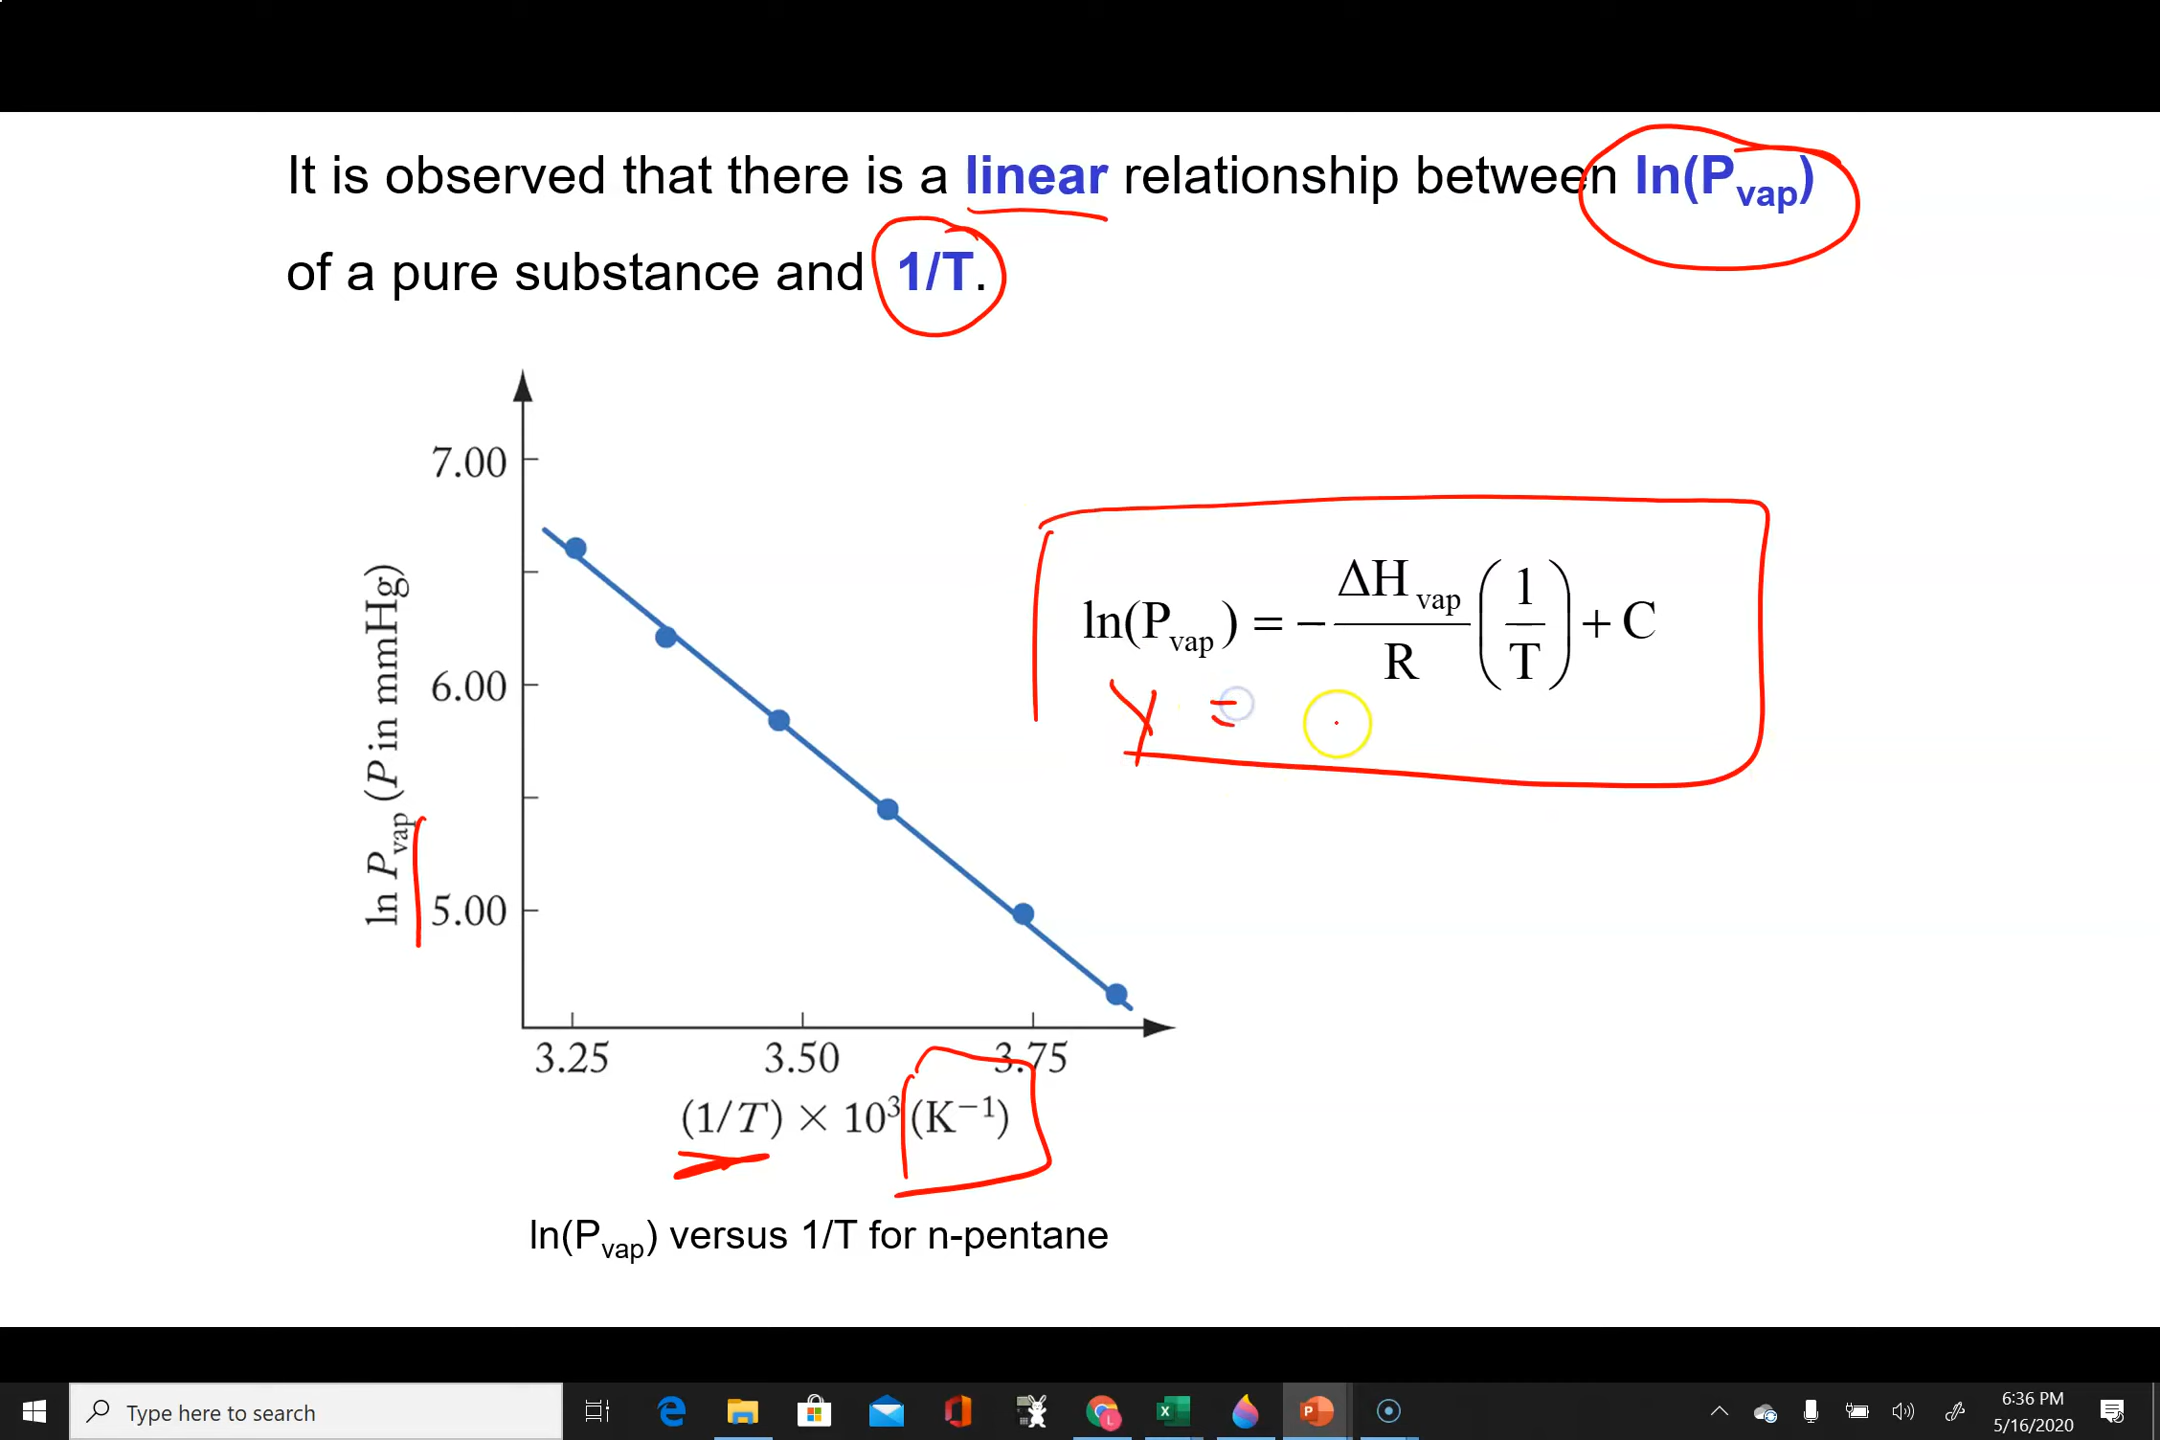 It is observed that there is a linear relationship between ln(Pvap)
of a pure substance and 1/T.
7.00
6.00
5.00
ln Pvap (P in mmHg)
3.25 3.50 3.75
(1/T) × 10³ (K⁻¹)
ln(Pvap) versus 1/T for n-pentane
ln(Pvap) = − ΔHvap/R (1/T) + C
y =
Type here to search
6:36 PM
5/16/2020